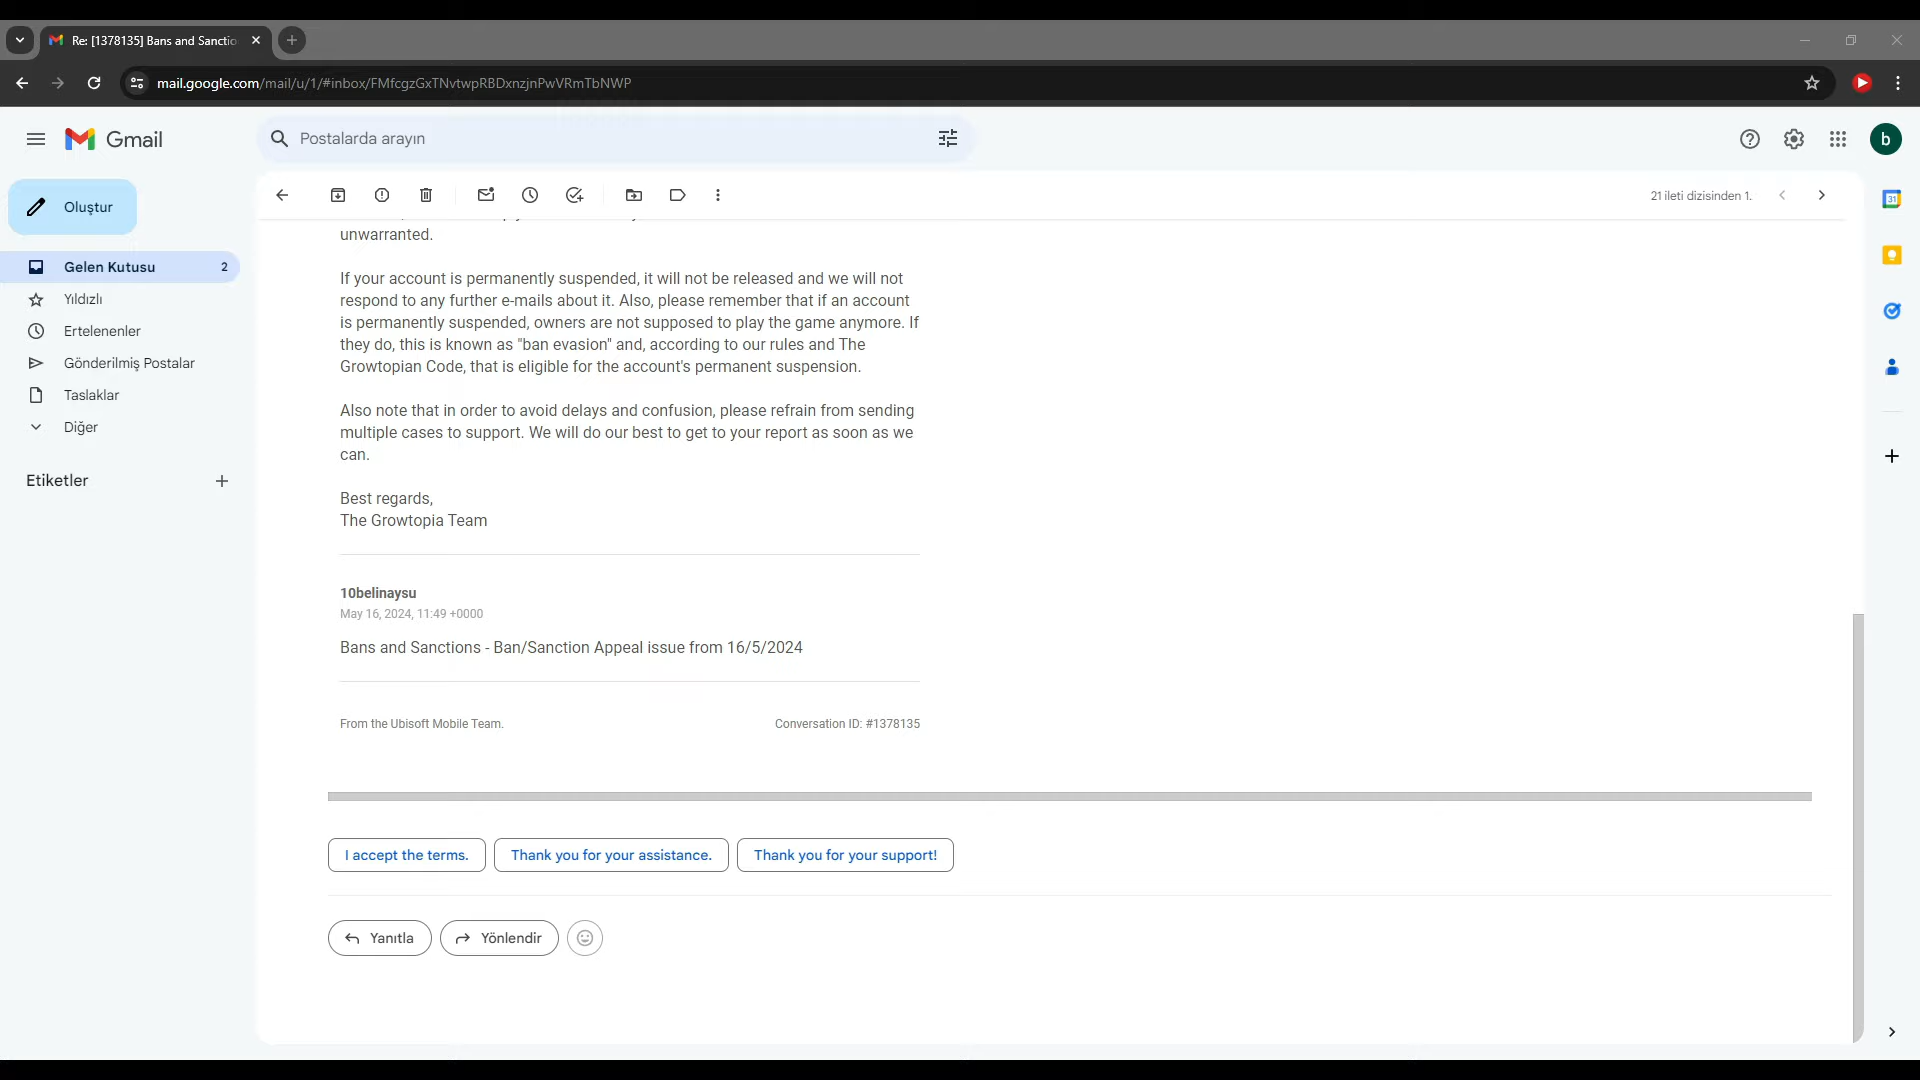 Re: [1378135] Bans and Sanctio
mail.google.com/mail/u/1/#inbox/FMfcgzGxTNvtwpRBDxnzjnPwVRmTbNWP
Gmail
Postalarda arayın
b
Oluştur
21 ileti dizisinden 1.
31
Gelen Kutusu 2
Yıldızlı
Ertelenenler
Gönderilmiş Postalar
Taslaklar
Diğer
Etiketler
unwarranted.
If your account is permanently suspended, it will not be released and we will not
respond to any further e-mails about it. Also, please remember that if an account
is permanently suspended, owners are not supposed to play the game anymore. If
they do, this is known as "ban evasion" and, according to our rules and The
Growtopian Code, that is eligible for the account's permanent suspension.
Also note that in order to avoid delays and confusion, please refrain from sending
multiple cases to support. We will do our best to get to your report as soon as we
can.
Best regards,
The Growtopia Team
10belinaysu
May 16, 2024, 11:49 +0000
Bans and Sanctions - Ban/Sanction Appeal issue from 16/5/2024
From the Ubisoft Mobile Team. Conversation ID: #1378135
I accept the terms. Thank you for your assistance. Thank you for your support!
Yanıtla Yönlendir